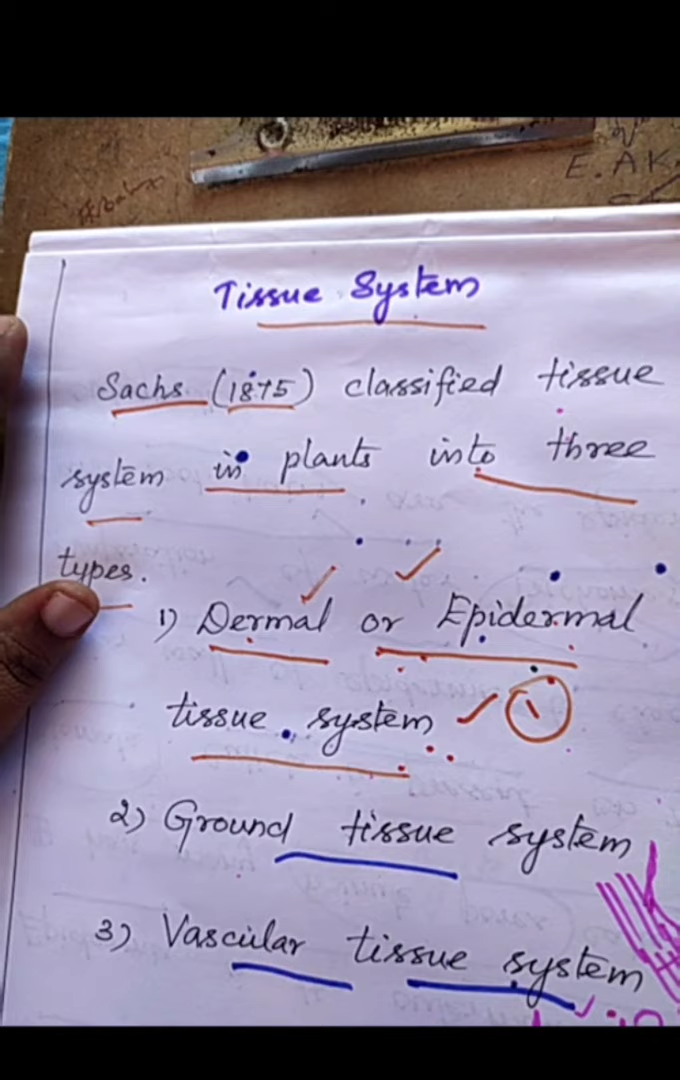 E. AK
Tissue System
Sachs (1875) classified tissue
system in plants into three
types.
1) Dermal or Epidermal
tissue system
2) Ground tissue system
3) Vascular tissue system